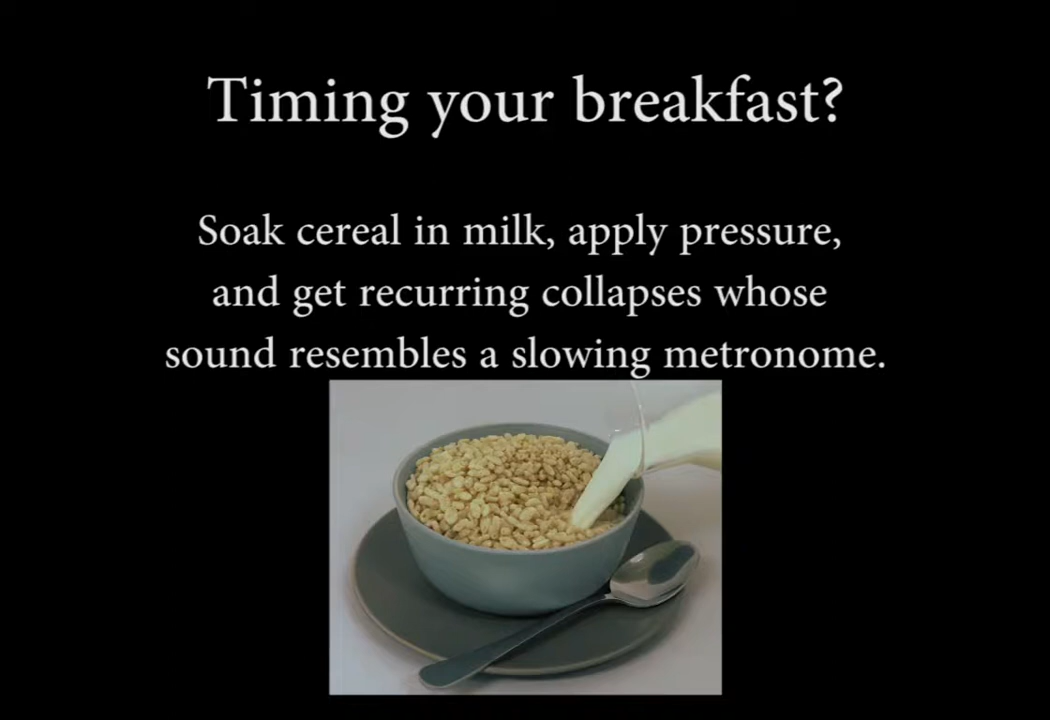 Timing your breakfast?
Soak cereal in milk, apply pressure,
and get recurring collapses whose
sound resembles a slowing metronome.